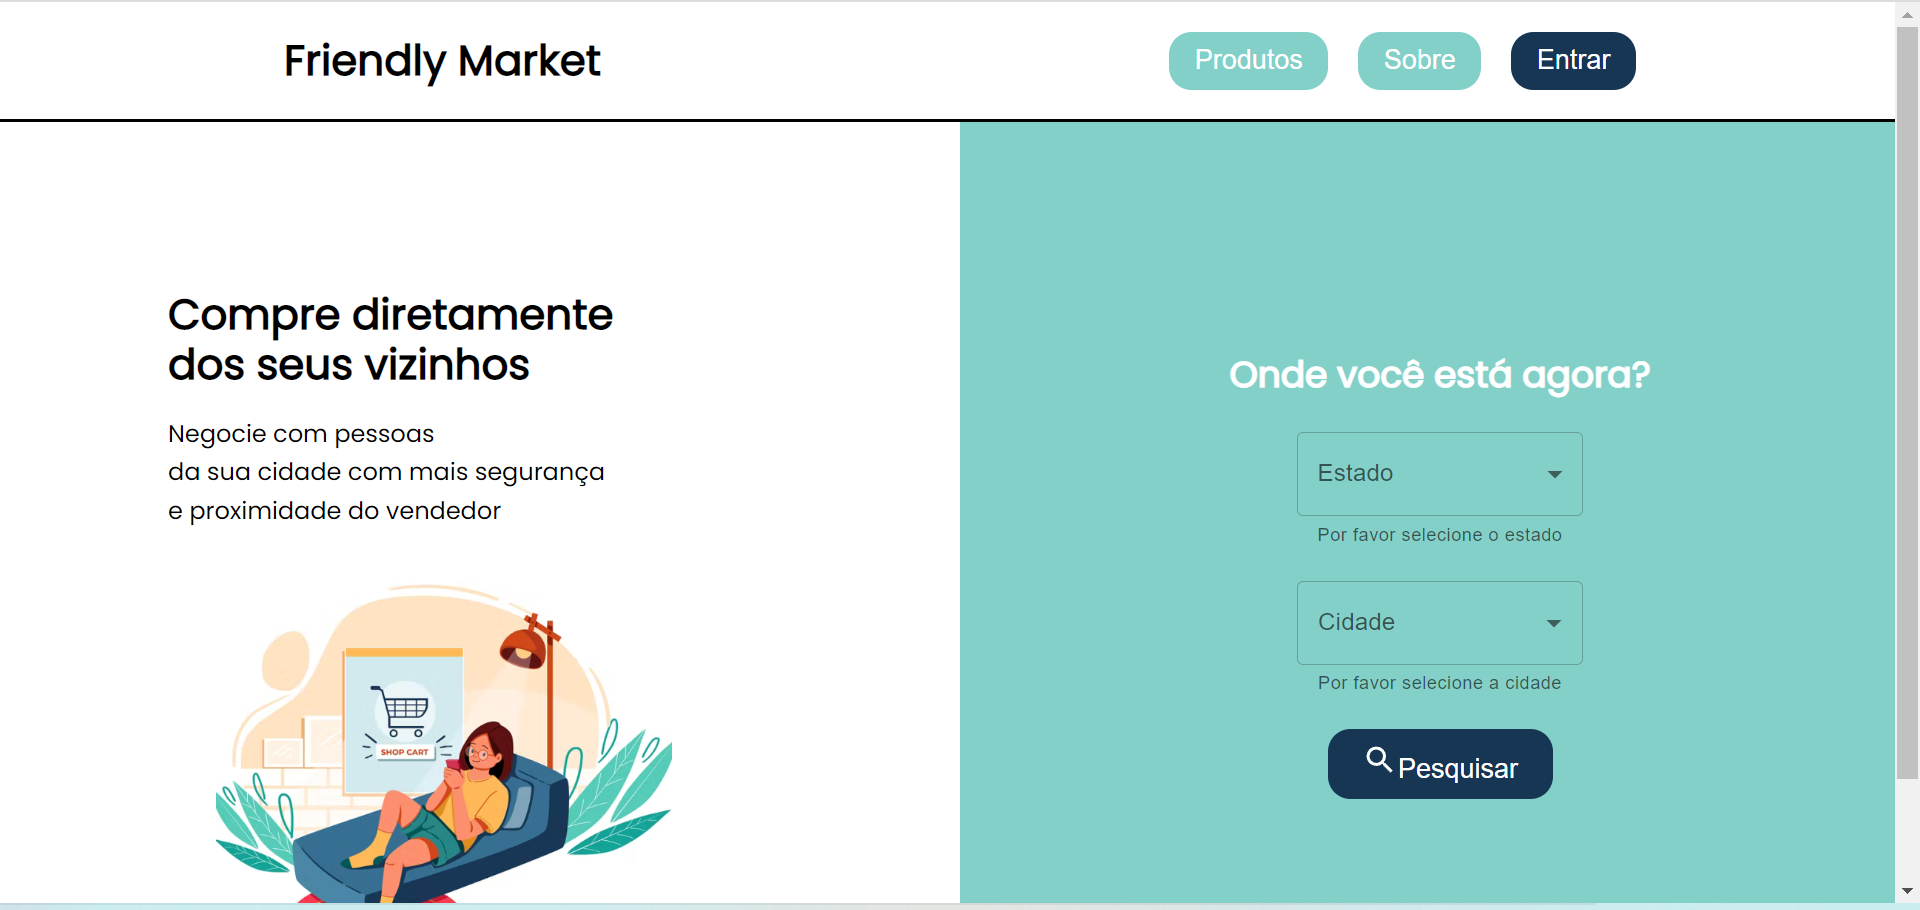 Friendly Market
Produtos
Sobre
Entrar
Compre diretamente
dos seus vizinhos
Negocie com pessoas
da sua cidade com mais segurança
e proximidade do vendedor
SHOP CART
Onde você está agora?
Estado
Por favor selecione o estado
Cidade
Por favor selecione a cidade
Pesquisar